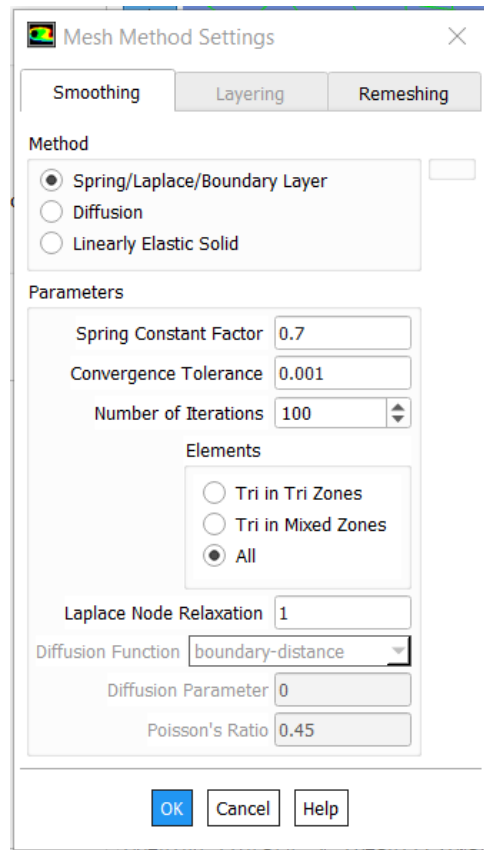 Mesh Method Settings
Smoothing Layering Remeshing
Method
Spring/Laplace/Boundary Layer
Diffusion
Linearly Elastic Solid
Parameters
Spring Constant Factor 0.7
Convergence Tolerance 0.001
Number of Iterations 100
Elements
Tri in Tri Zones
Tri in Mixed Zones
All
Laplace Node Relaxation 1
Diffusion Function boundary-distance
Diffusion Parameter 0
Poisson's Ratio 0.45
OK Cancel Help